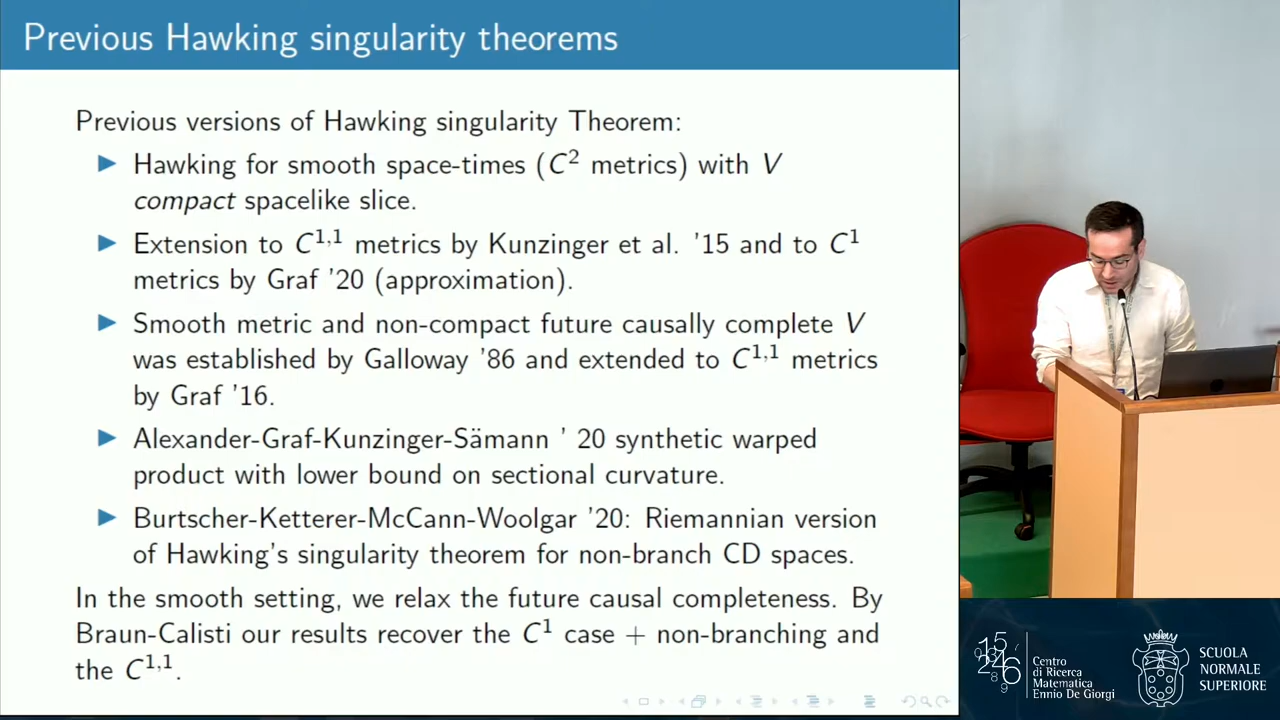 Previous Hawking singularity theorems
Previous versions of Hawking singularity Theorem:
Hawking for smooth space-times (C² metrics) with V
compact spacelike slice.
Extension to C¹,¹ metrics by Kunzinger et al. '15 and to C¹
metrics by Graf '20 (approximation).
Smooth metric and non-compact future causally complete V
was established by Galloway '86 and extended to C¹,¹ metrics
by Graf '16.
Alexander-Graf-Kunzinger-Sämann ' 20 synthetic warped
product with lower bound on sectional curvature.
Burtscher-Ketterer-McCann-Woolgar '20: Riemannian version
of Hawking's singularity theorem for non-branch CD spaces.
In the smooth setting, we relax the future causal completeness. By
Braun-Calisti our results recover the C¹ case + non-branching and
the C¹,¹.
Centro
di Ricerca
Matematica
Ennio De Giorgi
SCUOLA
NORMALE
SUPERIORE